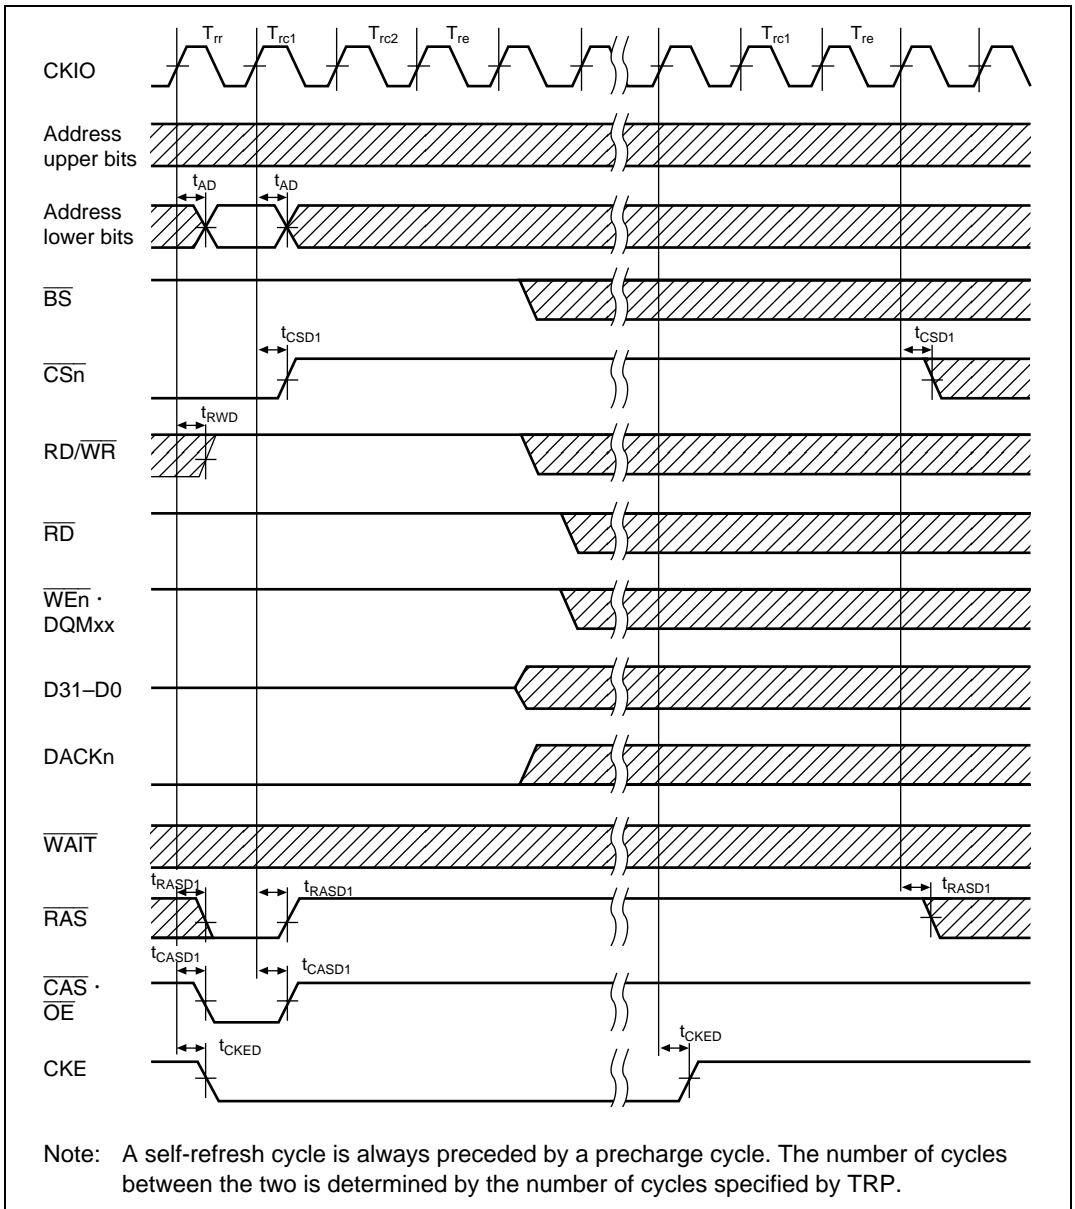 Trr Trc1 Trc2 Tre Trc1 Tre
CKIO
Address
upper bits
tAD tAD
Address
lower bits
BS
tCSD1 tCSD1
CSn
tRWD
RD/WR
RD
WEn ·
DQMxx
D31–D0
DACKn
WAIT
tRASD1 tRASD1 tRASD1
RAS
tCASD1 tCASD1
CAS ·
OE
tCKED tCKED
CKE
Note: A self-refresh cycle is always preceded by a precharge cycle. The number of cycles
between the two is determined by the number of cycles specified by TRP.